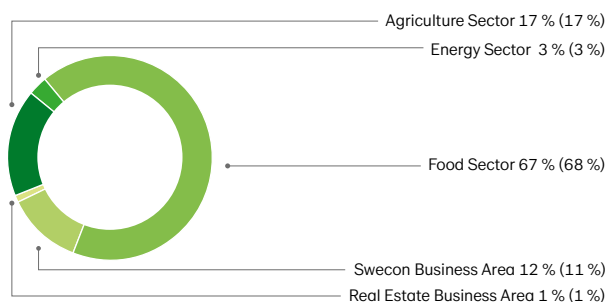 Agriculture Sector 17 % (17 %)
Energy Sector 3 % (3 %)
Food Sector 67 % (68 %)
Swecon Business Area 12 % (11 %)
Real Estate Business Area 1 % (1 %)